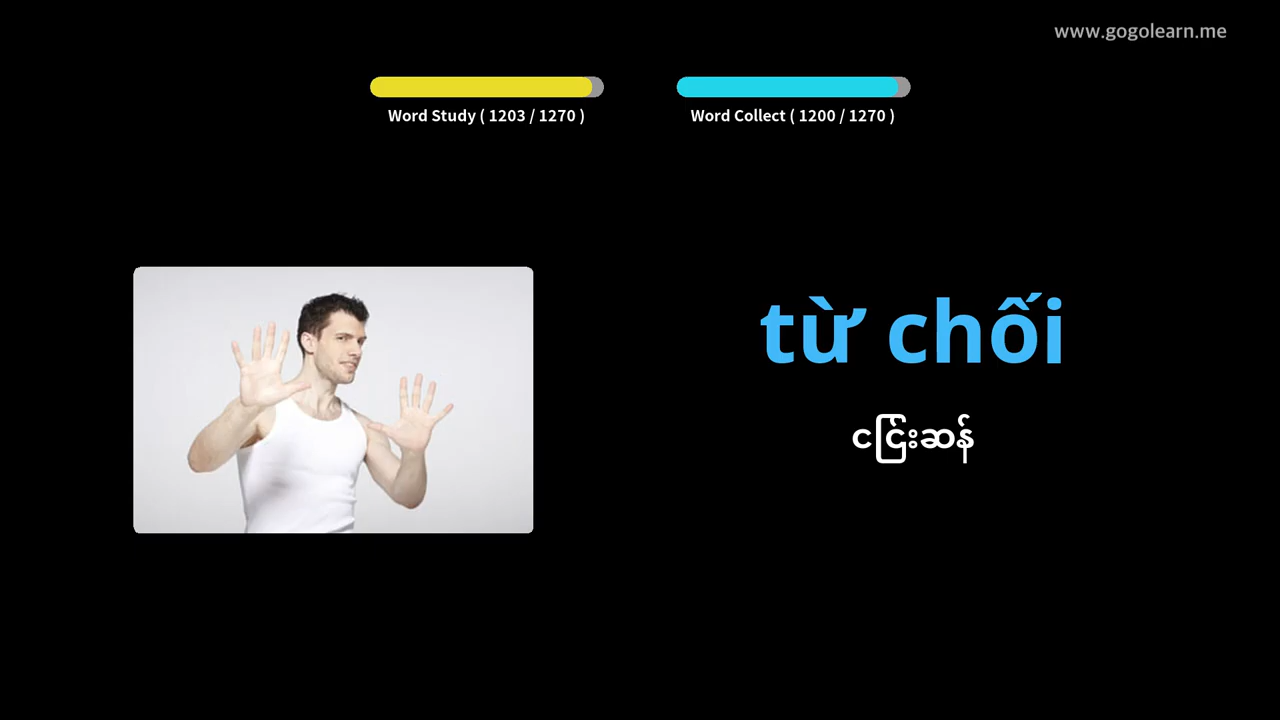 www.gogolearn.me
Word Study ( 1203 / 1270 )
Word Collect ( 1200 / 1270 )
từ chối
ငြင်းဆန်